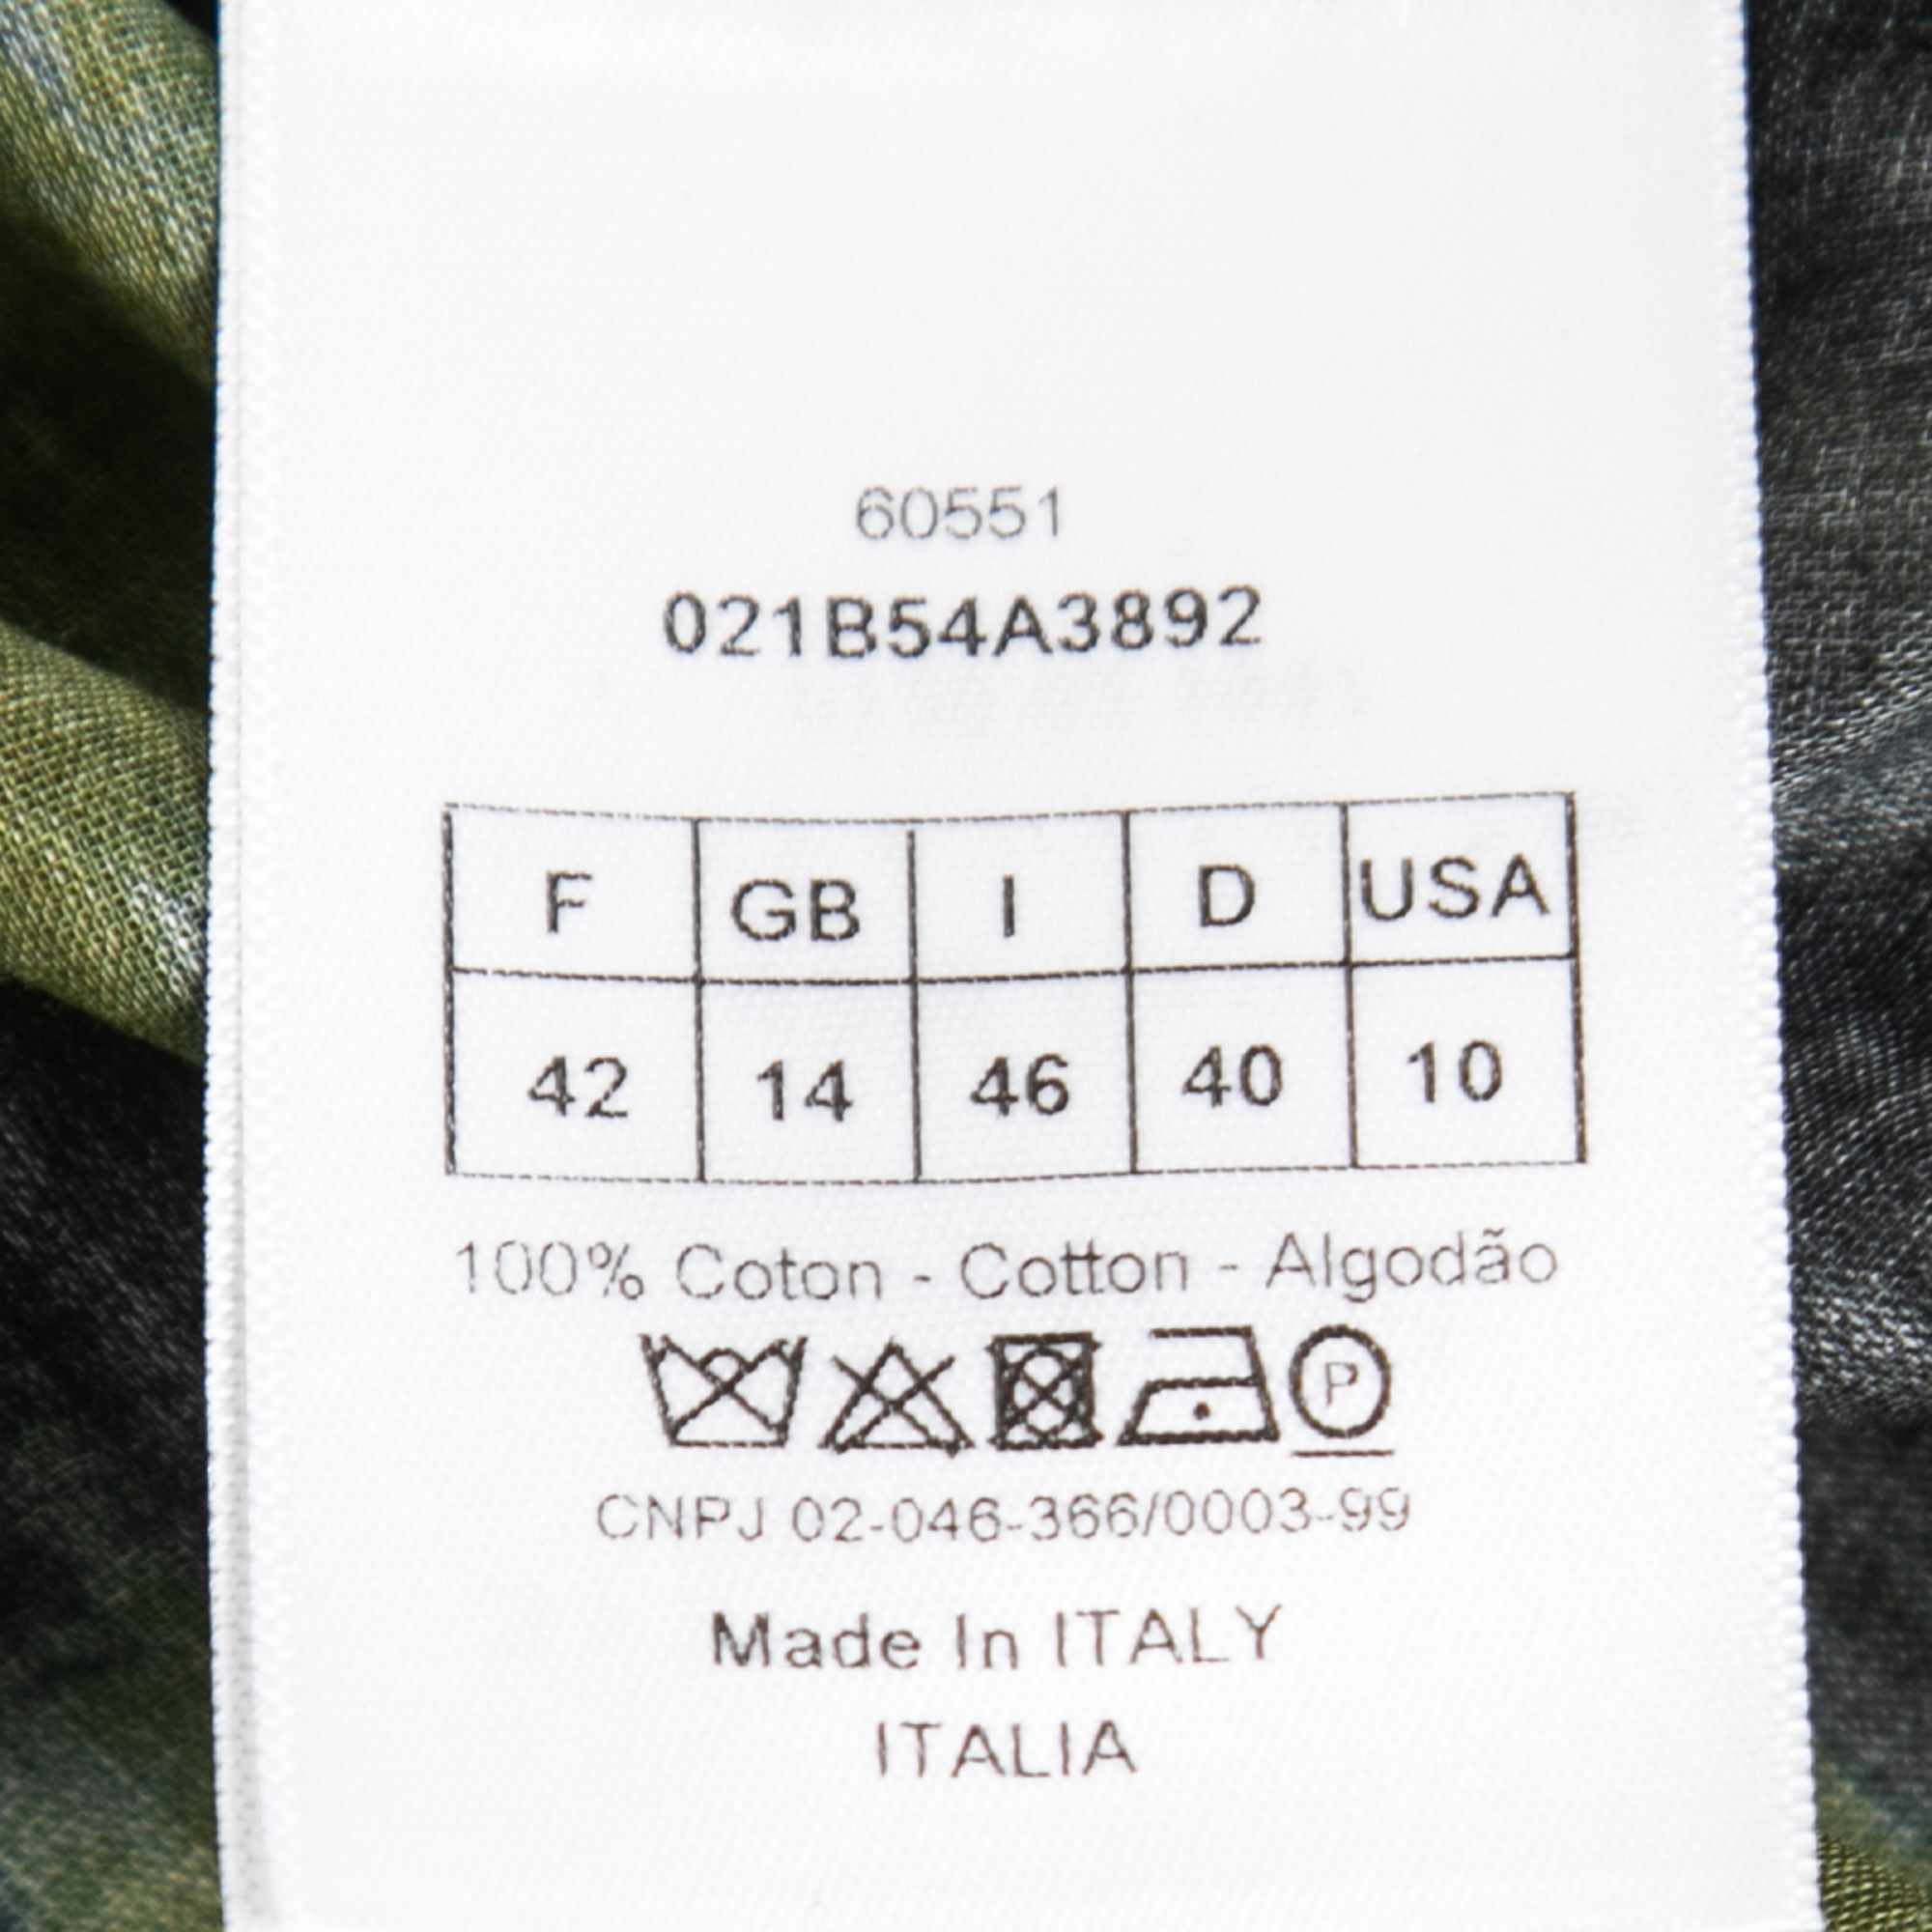 60551
021B54A3892
F GB I D USA
42 14 46 40 10
100% Coton - Cotton - Algodão
P
CNPJ 02-046-366/0003-99
Made In ITALY
ITALIA